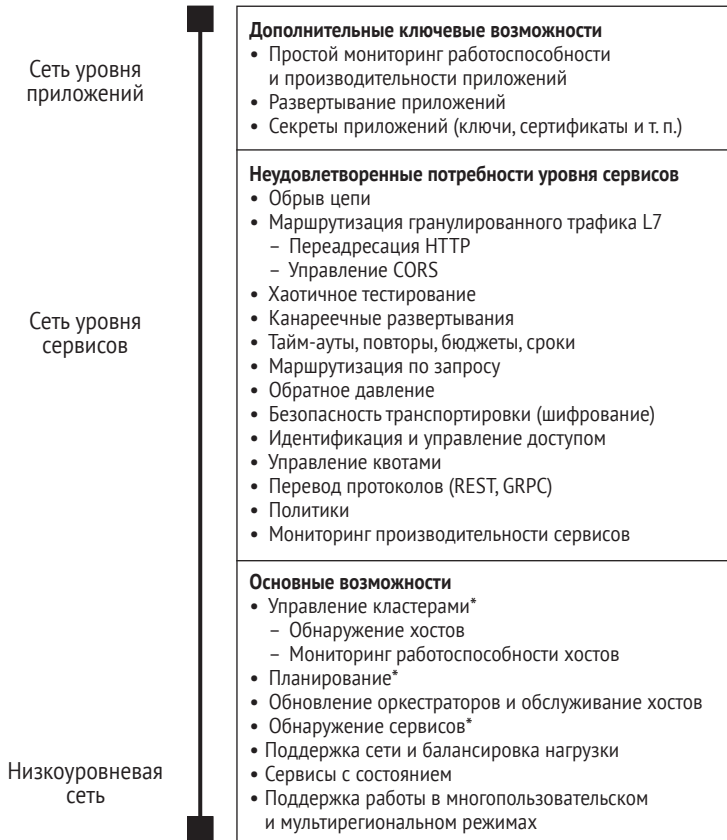 Сеть уровня
приложений
Дополнительные ключевые возможности
• Простой мониторинг работоспособности
и производительности приложений
• Развертывание приложений
• Секреты приложений (ключи, сертификаты и т. п.)
Сеть уровня
сервисов
Неудовлетворенные потребности уровня сервисов
• Обрыв цепи
• Маршрутизация гранулированного трафика L7
– Переадресация HTTP
– Управление CORS
• Хаотичное тестирование
• Канареечные развертывания
• Тайм-ауты, повторы, бюджеты, сроки
• Маршрутизация по запросу
• Обратное давление
• Безопасность транспортировки (шифрование)
• Идентификация и управление доступом
• Управление квотами
• Перевод протоколов (REST, GRPC)
• Политики
• Мониторинг производительности сервисов
Низкоуровневая
сеть
Основные возможности
• Управление кластерами*
– Обнаружение хостов
– Мониторинг работоспособности хостов
• Планирование*
• Обновление оркестраторов и обслуживание хостов
• Обнаружение сервисов*
• Поддержка сети и балансировка нагрузки
• Сервисы с состоянием
• Поддержка работы в многопользовательском
и мультирегиональном режимах